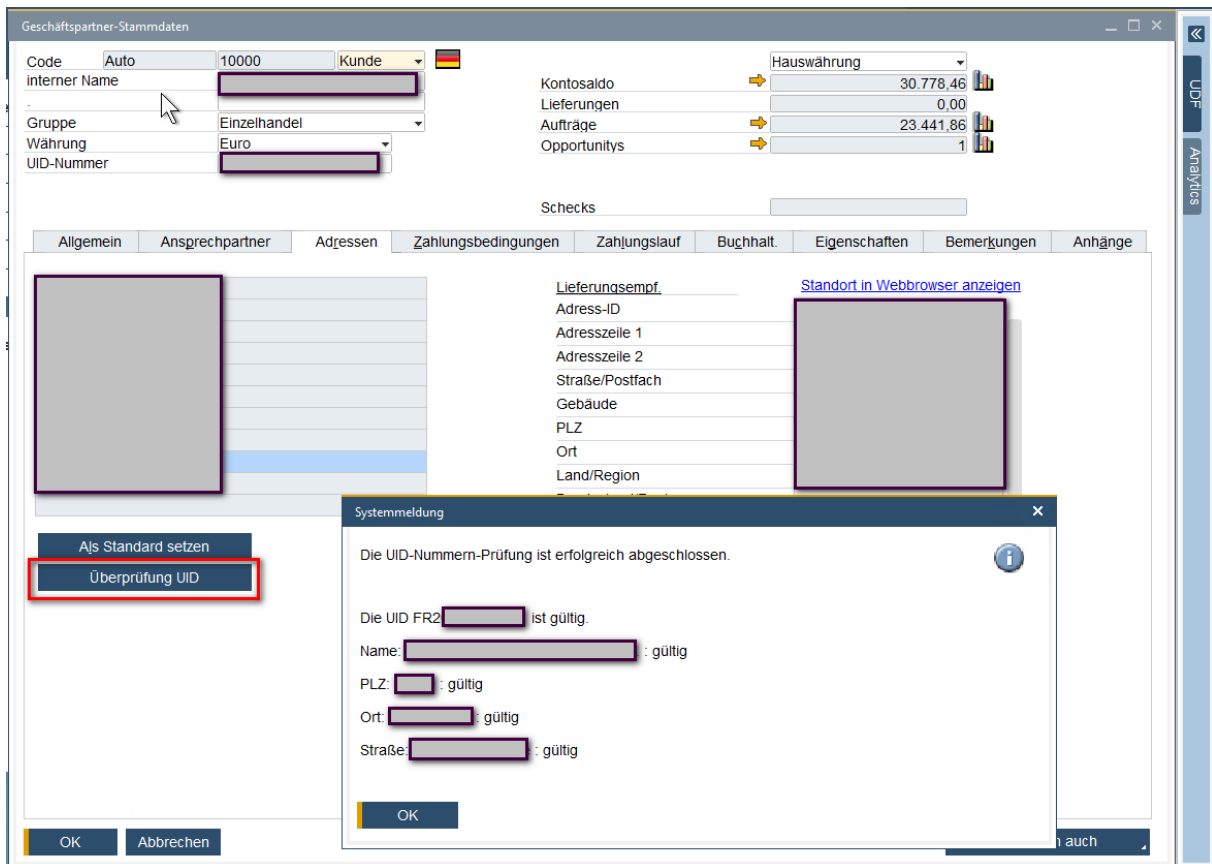 Geschäftspartner-Stammdaten
Code Auto 10000 Kunde
interner Name
.
Gruppe Einzelhandel
Währung Euro
UID-Nummer
Hauswährung
Kontosaldo 30.778,46
Lieferungen 0,00
Aufträge 23.441,86
Opportunitys 1
Schecks
UDF
Analytics
Allgemein Ansprechpartner Adressen Zahlungsbedingungen Zahlungslauf Buchhalt. Eigenschaften Bemerkungen Anhänge
Lieferungsempf. Standort in Webbrowser anzeigen
Adress-ID
Adresszeile 1
Adresszeile 2
Straße/Postfach
Gebäude
PLZ
Ort
Land/Region
Als Standard setzen
Überprüfung UID
Systemmeldung
Die UID-Nummern-Prüfung ist erfolgreich abgeschlossen.
Die UID FR2 ist gültig.
Name: : gültig
PLZ: : gültig
Ort: : gültig
Straße: : gültig
OK
OK Abbrechen
auch